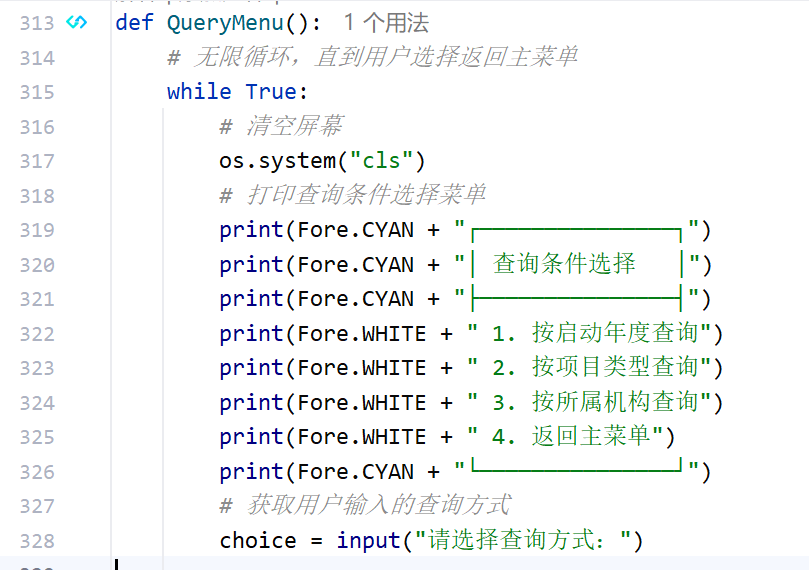 313 def QueryMenu(): 1 个用法
314 # 无限循环，直到用户选择返回主菜单
315 while True:
316 # 清空屏幕
317 os.system("cls")
318 # 打印查询条件选择菜单
319 print(Fore.CYAN + "┌────────────────┐")
320 print(Fore.CYAN + "│ 查询条件选择   │")
321 print(Fore.CYAN + "├────────────────┤")
322 print(Fore.WHITE + " 1. 按启动年度查询")
323 print(Fore.WHITE + " 2. 按项目类型查询")
324 print(Fore.WHITE + " 3. 按所属机构查询")
325 print(Fore.WHITE + " 4. 返回主菜单")
326 print(Fore.CYAN + "└────────────────┘")
327 # 获取用户输入的查询方式
328 choice = input("请选择查询方式：")